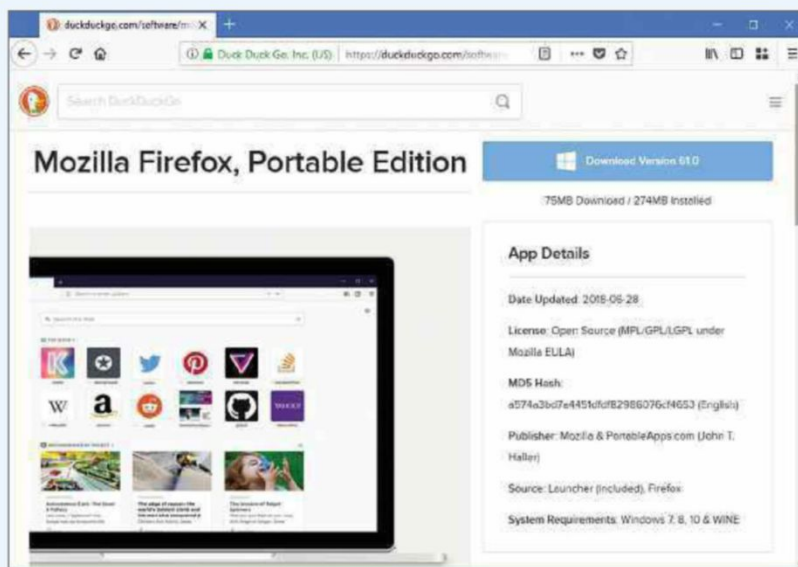 duckduckgo.com/software/m
Duck Duck Go, Inc. (US) https://duckduckgo.com/software
Search DuckDuckGo
Mozilla Firefox, Portable Edition
Download Version 61.0
75MB Download / 274MB Installed
App Details
Date Updated: 2018-06-28
License: Open Source (MPL/GPL/LGPL under
Mozilla EULA)
MD5 Hash:
a574a3bd7e4451dfdf82986076cf4653 (English)
Publisher: Mozilla & PortableApps.com (John T.
Haller)
Source: Launcher (included), Firefox
System Requirements: Windows 7, 8, 10 & WINE
YAHOO!